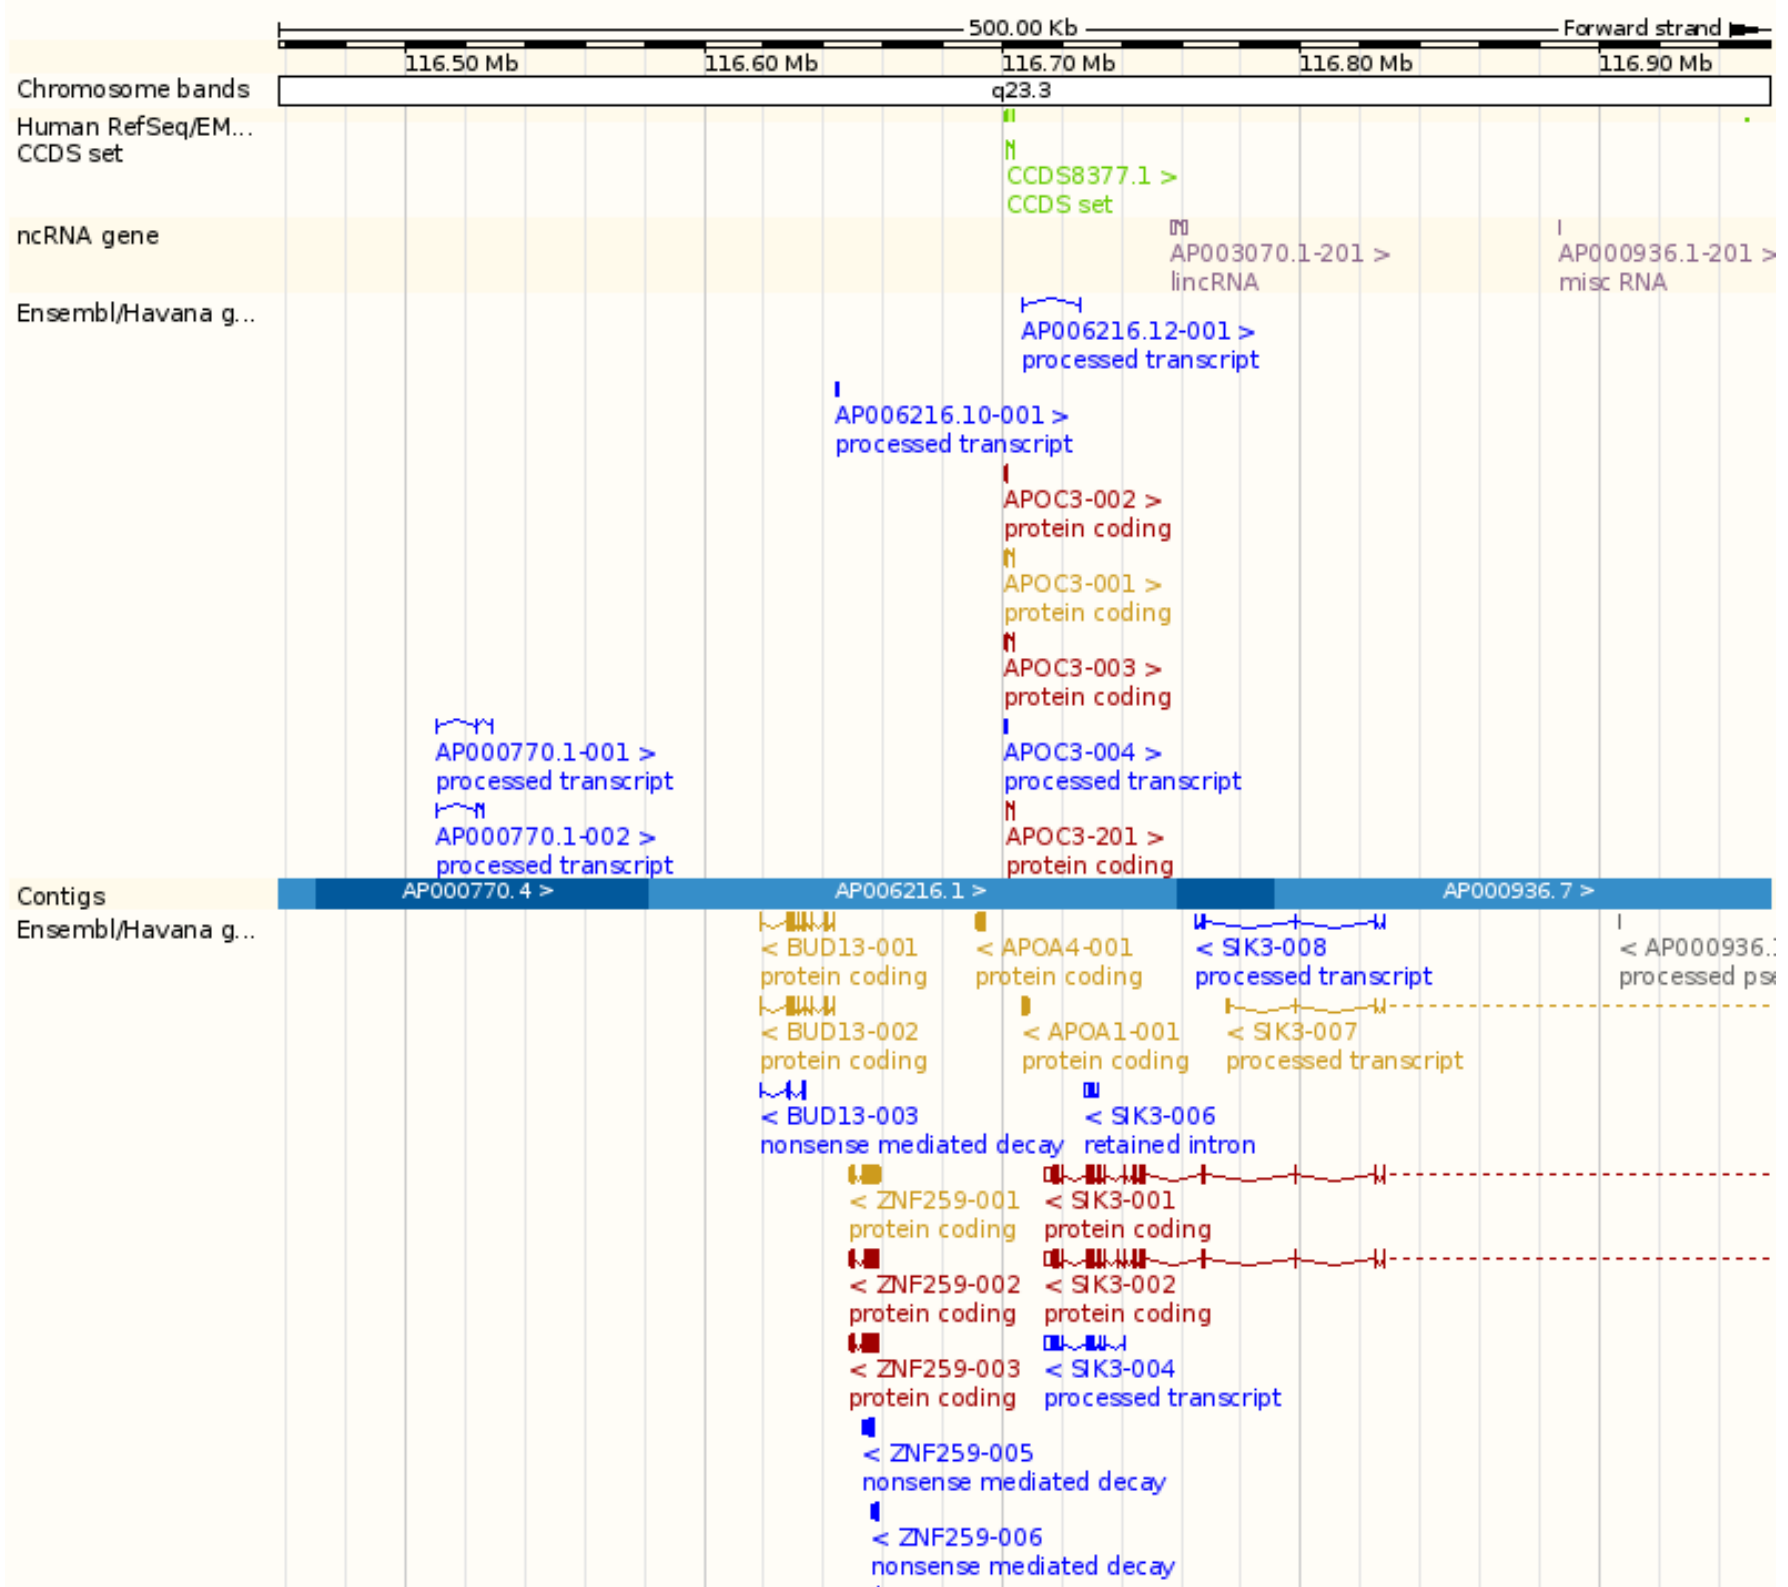 500.00 Kb Forward strand
116.50 Mb 116.60 Mb 116.70 Mb 116.80 Mb 116.90 Mb
Chromosome bands q23.3
Human RefSeq/EM...
CCDS set
CCDS8377.1 >
CCDS set
ncRNA gene
AP003070.1-201 > AP000936.1-201 >
lincRNA misc RNA
Ensembl/Havana g...
AP006216.12-001 >
processed transcript
AP006216.10-001 >
processed transcript
APOC3-002 >
protein coding
APOC3-001 >
protein coding
APOC3-003 >
protein coding
AP000770.1-001 > APOC3-004 >
processed transcript processed transcript
AP000770.1-002 > APOC3-201 >
processed transcript protein coding
Contigs AP000770.4 > AP006216.1 > AP000936.7 >
Ensembl/Havana g...
< BUD13-001 < APOA4-001 < SIK3-008 < AP000936.
protein coding protein coding processed transcript processed pse
< BUD13-002 < APOA1-001 < SIK3-007
protein coding protein coding processed transcript
< BUD13-003 < SIK3-006
nonsense mediated decay retained intron
< ZNF259-001 < SIK3-001
protein coding protein coding
< ZNF259-002 < SIK3-002
protein coding protein coding
< ZNF259-003 < SIK3-004
protein coding processed transcript
< ZNF259-005
nonsense mediated decay
< ZNF259-006
nonsense mediated decay